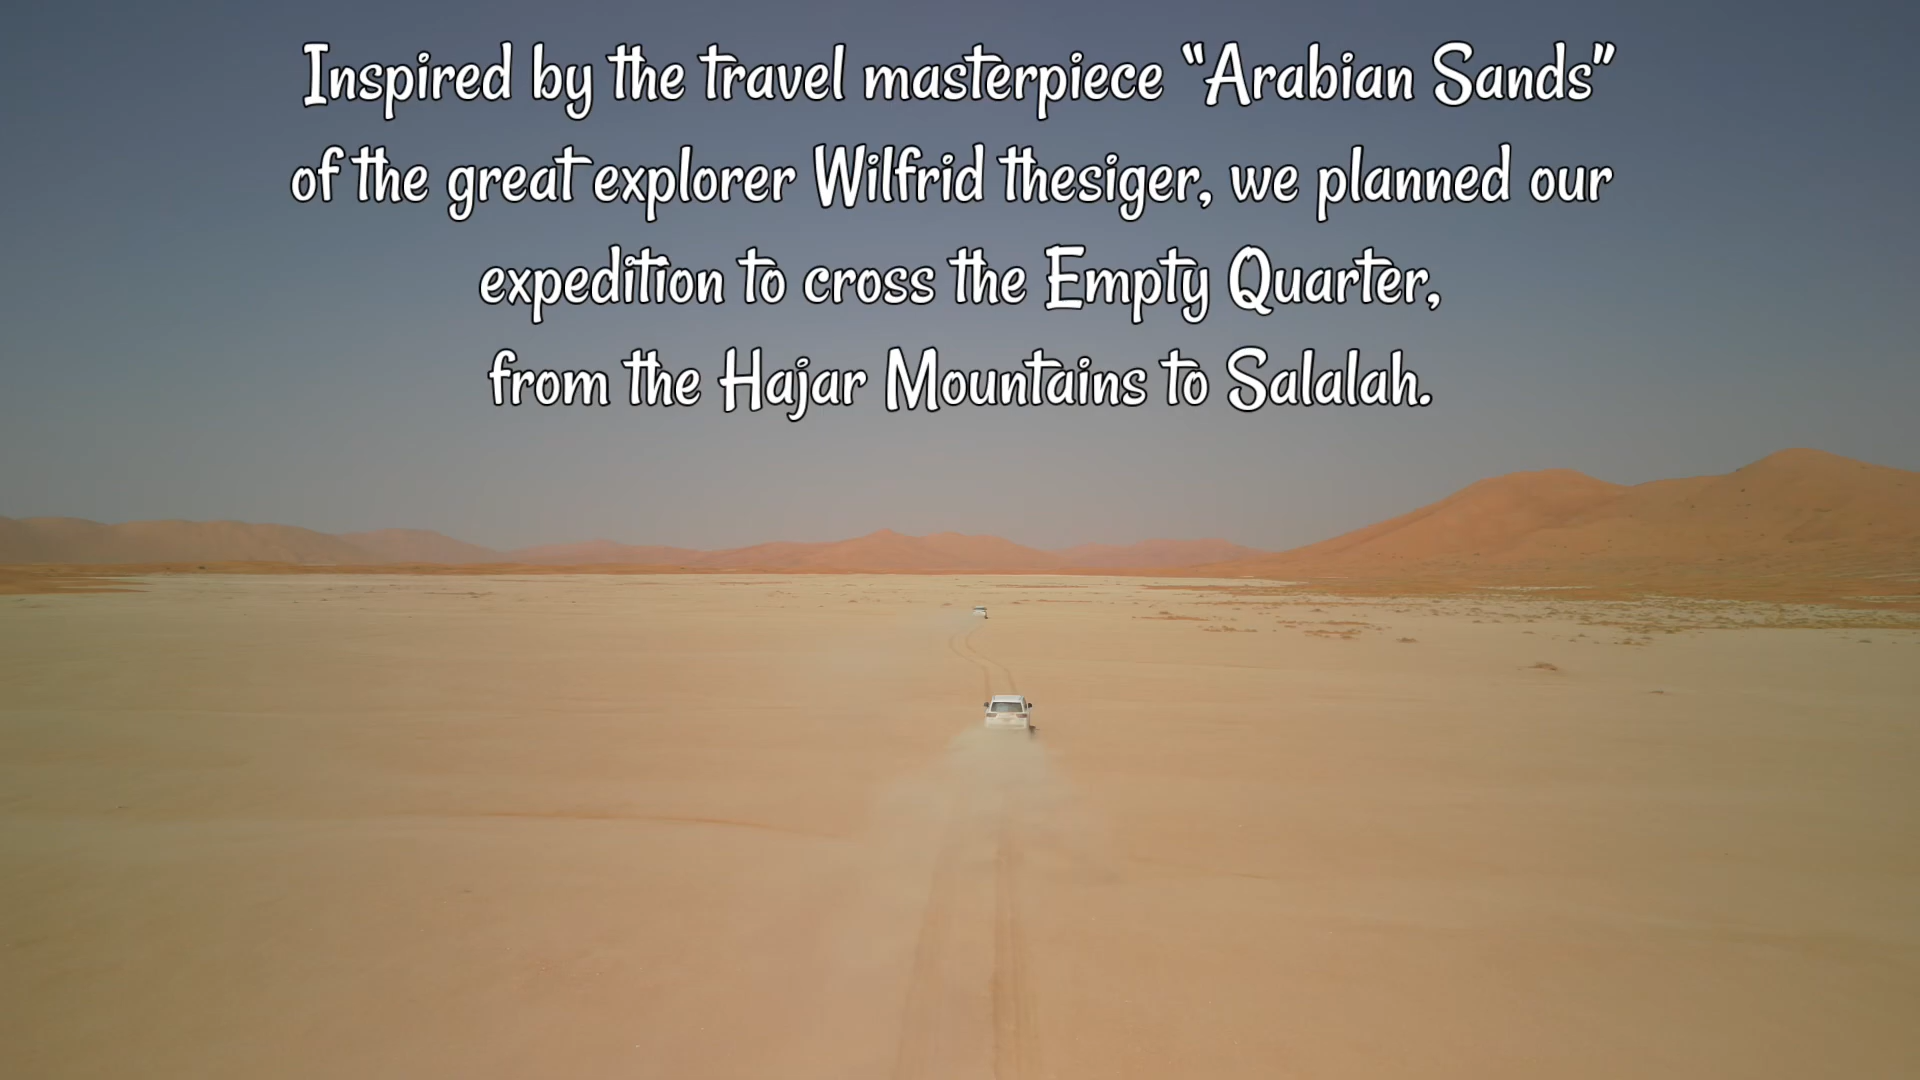 Inspired by the travel masterpiece “Arabian Sands”
of the great explorer Wilfrid thesiger, we planned our
expedition to cross the Empty Quarter,
from the Hajar Mountains to Salalah.